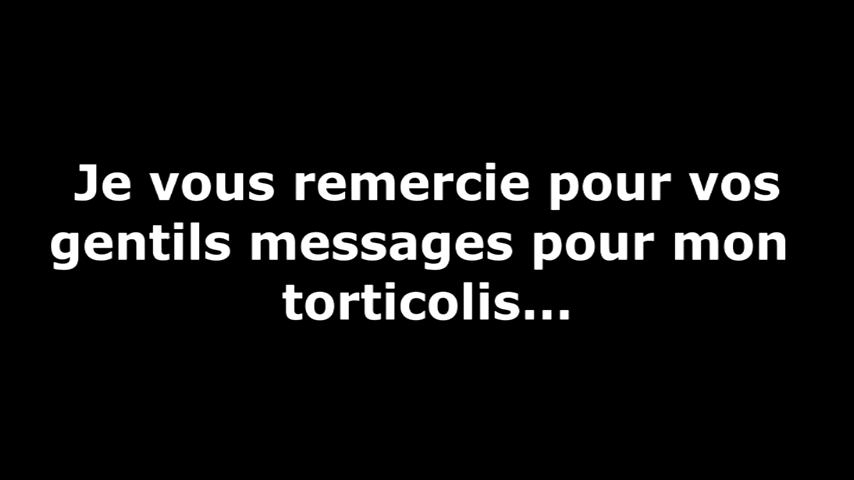 Je vous remercie pour vos
gentils messages pour mon
torticolis...